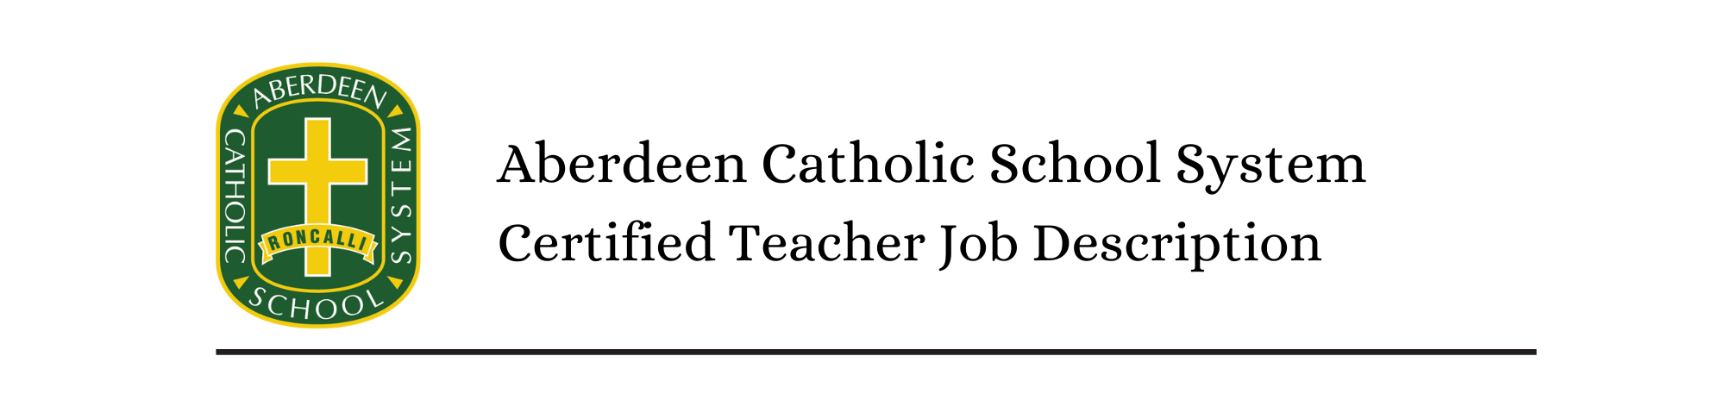 ABERDEEN
CATHOLIC
SYSTEM
RONCALLI
SCHOOL
Aberdeen Catholic School System
Certified Teacher Job Description